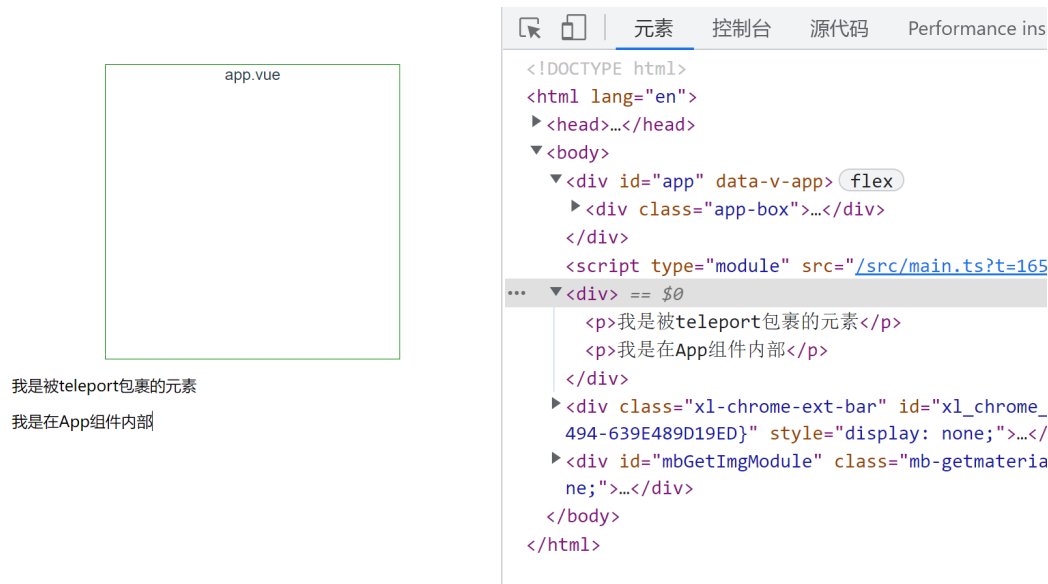 app.vue
我是被teleport包裹的元素
我是在App组件内部
元素 控制台 源代码 Performance ins
<!DOCTYPE html>
<html lang="en">
<head>…</head>
<body>
<div id="app" data-v-app> flex
<div class="app-box">…</div>
</div>
<script type="module" src="/src/main.ts?t=165
<div> == $0
<p>我是被teleport包裹的元素</p>
<p>我是在App组件内部</p>
</div>
<div class="xl-chrome-ext-bar" id="xl_chrome_
494-639E489D19ED}" style="display: none;">…</
<div id="mbGetImgModule" class="mb-getmateria
ne;">…</div>
</body>
</html>